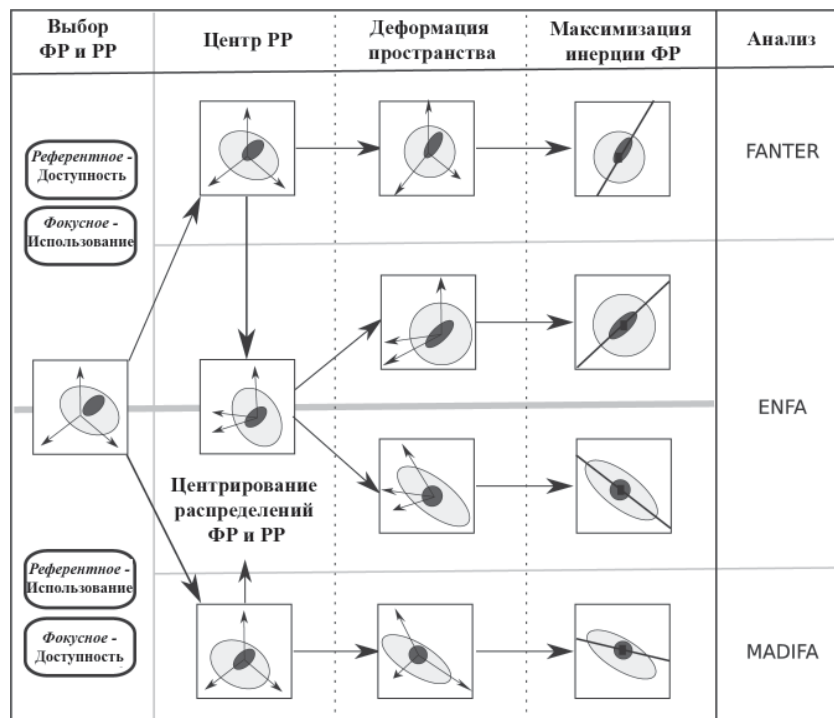 Выбор
ФР и РР
Центр РР
Деформация
пространства
Максимизация
инерции ФР
Анализ
Референтное -
Доступность
Фокусное -
Использование
FANTER
ENFA
Центрирование
распределений
ФР и РР
Референтное -
Использование
Фокусное -
Доступность
MADIFA